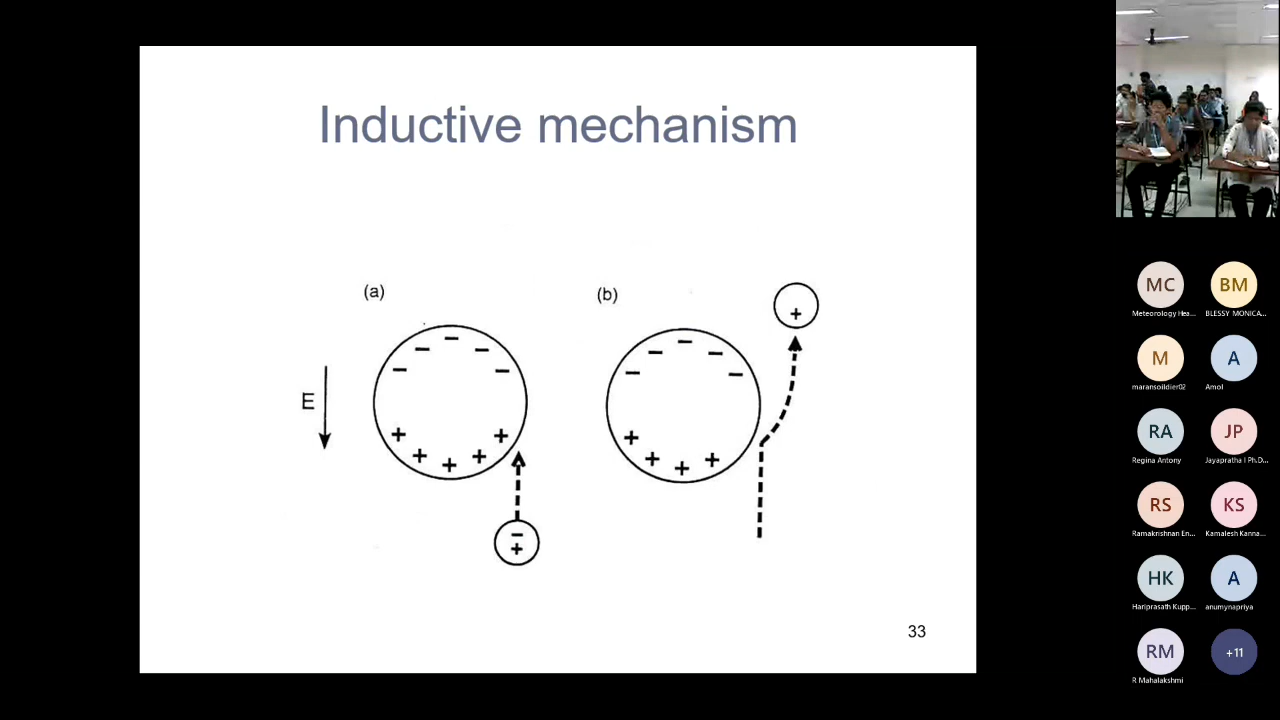 Inductive mechanism
(a)
(b)
E
33
MC
Meteorology Hea...
BM
BLESSY MONICA...
M
maransoildier02
A
Amol
RA
Regina Antony
JP
Jayapratha I Ph.D...
RS
Ramakrishnan En...
KS
Kamalesh Kanna...
HK
Hariprasath Kupp...
A
anumynapriya
RM
R Mahalakshmi
+11